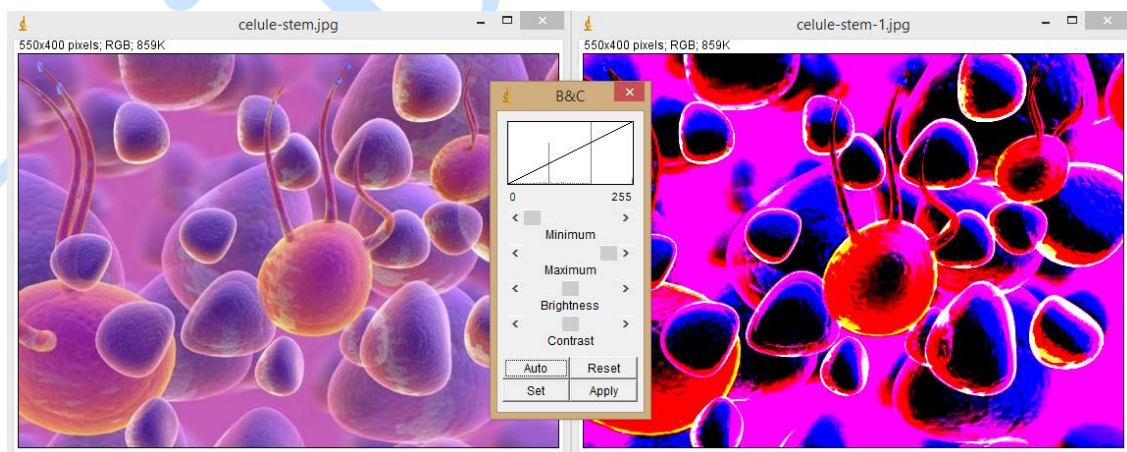 celule-stem.jpg
550x400 pixels; RGB; 859K
celule-stem-1.jpg
550x400 pixels; RGB; 859K
B&C
0 255
Minimum
Maximum
Brightness
Contrast
Auto Reset
Set Apply